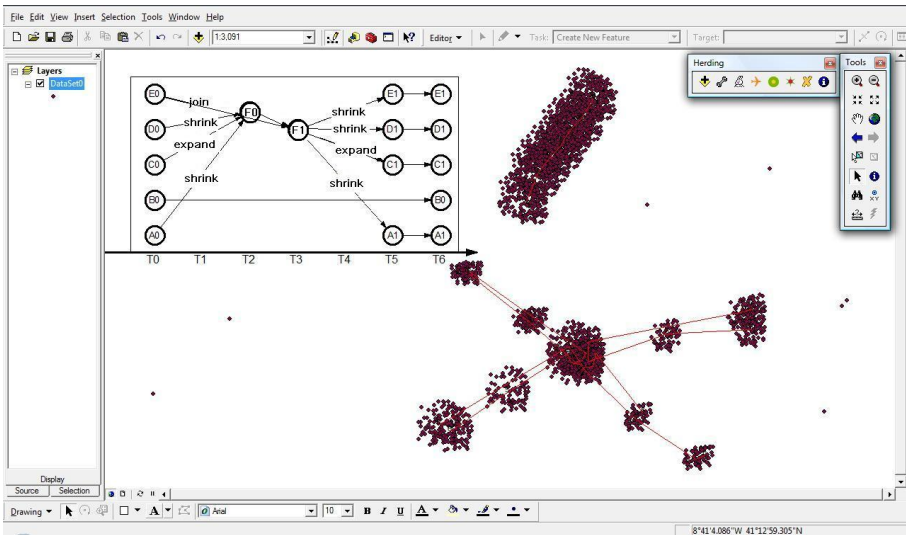 File Edit View Insert Selection Tools Window Help
1:3,091
Editor
Task: Create New Feature
Target:
Layers
DataSet0
Herding
Tools
E0 join E1 E1
F0
D0 shrink shrink D1 D1
F1 shrink
C0 expand expand C1 C1
shrink shrink
B0 B0
A0 A1 A1
T0 T1 T2 T3 T4 T5 T6
Display
Source Selection
Drawing A Arial 10 B I U A
8°41'4.086"W 41°12'59.305"N